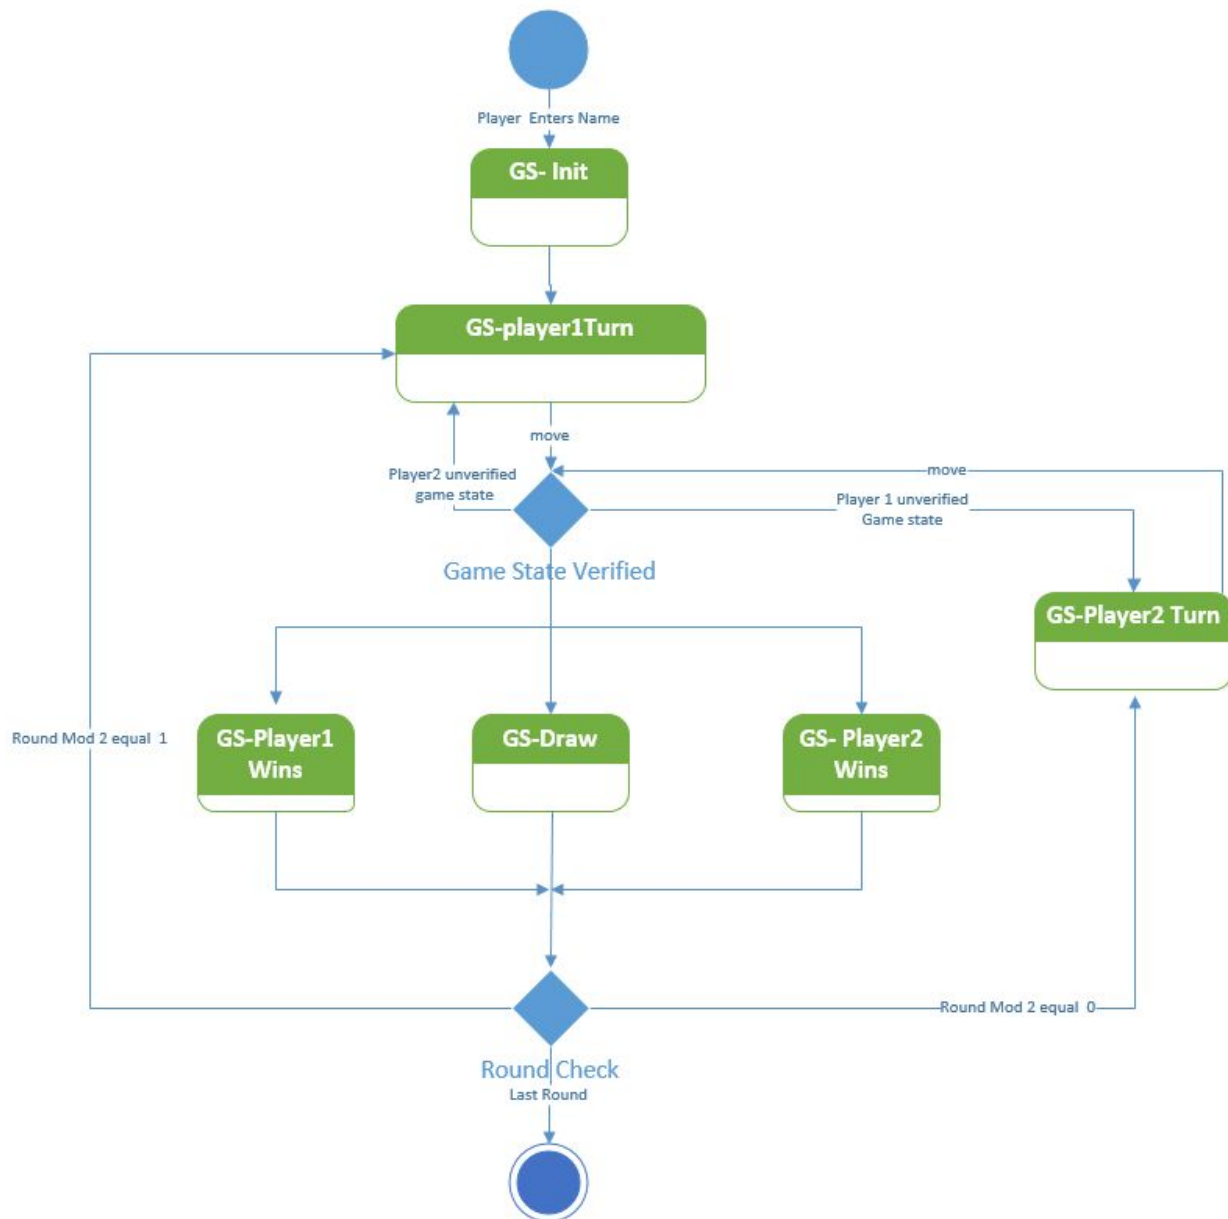 Player  Enters Name
GS- Init
GS-player1Turn
move
Player2 unverified
game state
move
Player 1 unverified
Game state
Game State Verified
GS-Player2 Turn
Round Mod 2 equal  1
GS-Player1
Wins
GS-Draw
GS- Player2
Wins
Round Mod 2 equal  0
Round Check
Last Round